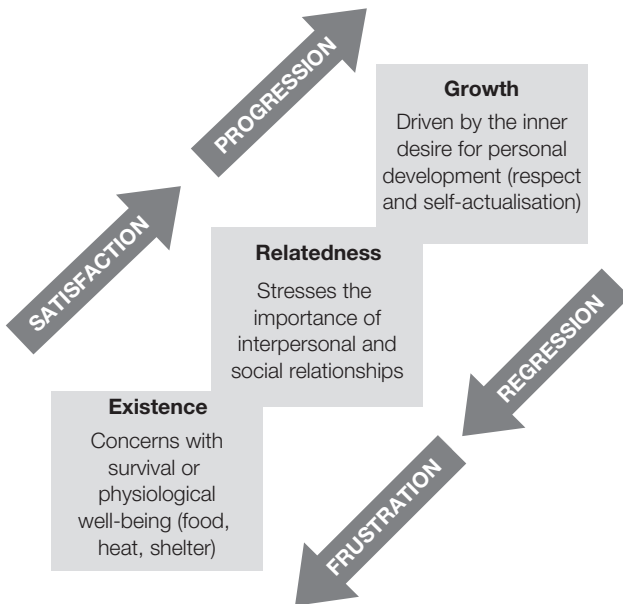 PROGRESSION
SATISFACTION
Growth
Driven by the inner
desire for personal
development (respect
and self-actualisation)
Relatedness
Stresses the
importance of
interpersonal and
social relationships
Existence
Concerns with
survival or
physiological
well-being (food,
heat, shelter)
REGRESSION
FRUSTRATION